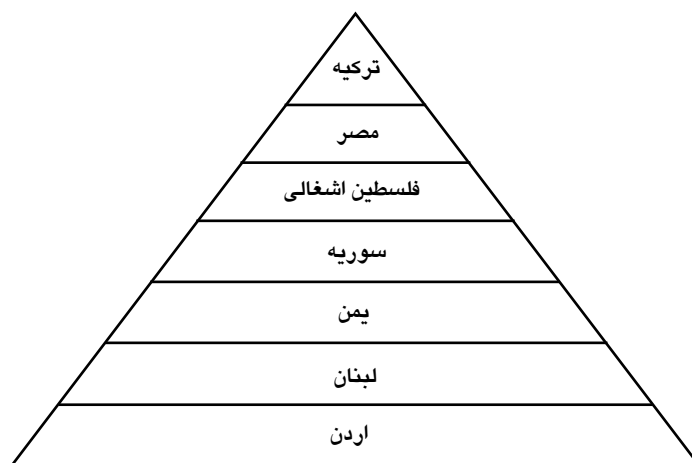 ترکیه
مصر
فلسطین اشغالی
سوریه
یمن
لبنان
اردن